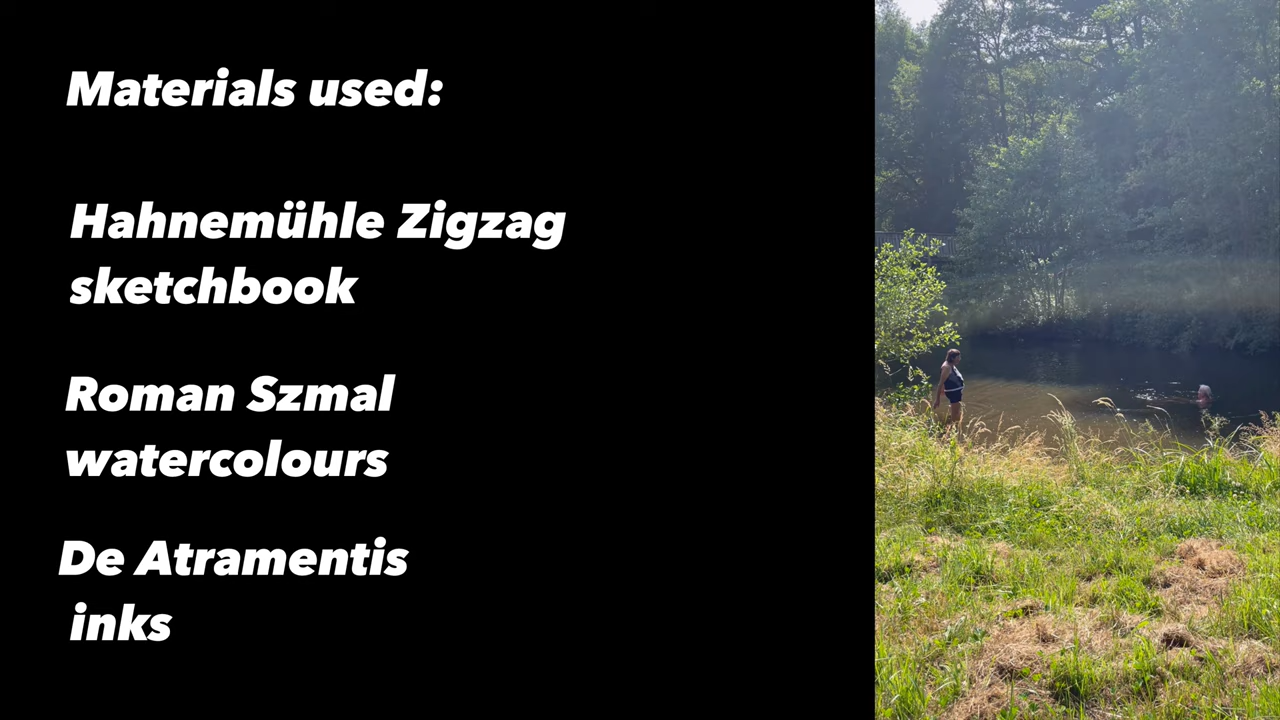 Materials used:
Hahnemühle Zigzag
sketchbook
Roman Szmal
watercolours
De Atramentis
inks